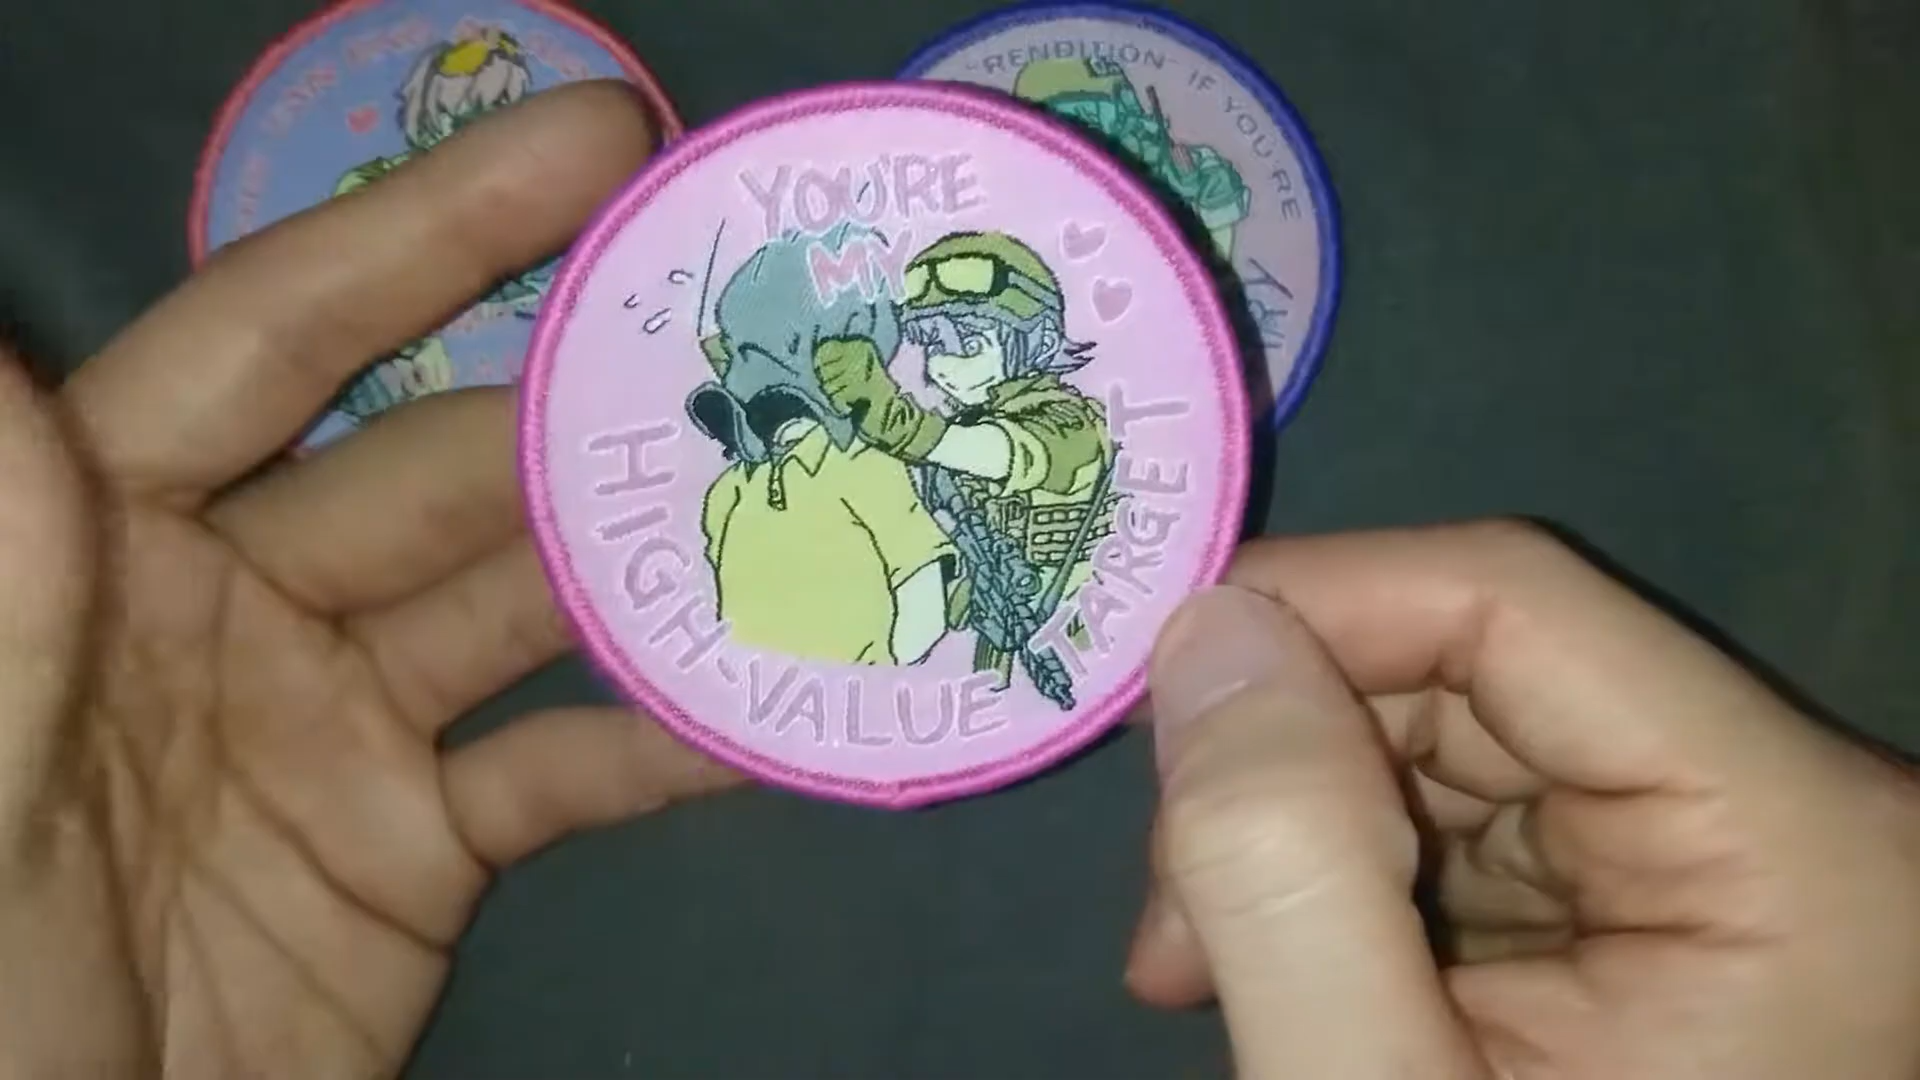 YOU'RE
MY
HIGH-VALUE TARGET
"RENDITION" IF YOU'RE